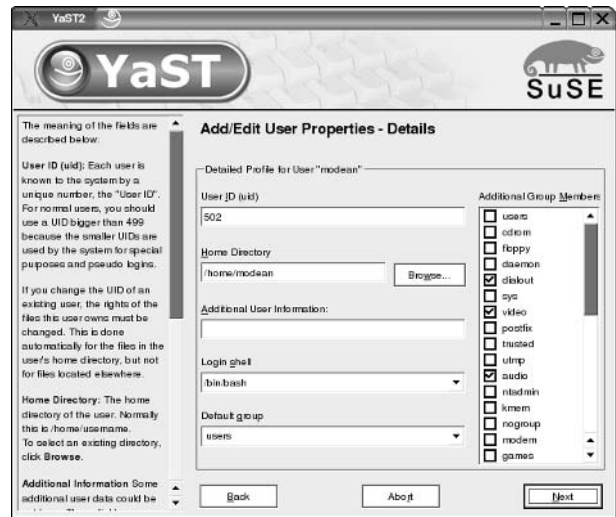 YaST2
YaST
SuSE
The meaning of the fields are
described below:
User ID (uid): Each user is
known to the system by a
unique number, the "User ID".
For normal users, you should
use a UID bigger than 499
because the smaller UIDs are
used by the system for special
purposes and pseudo logins.
If you change the UID of an
existing user, the rights of the
files this user owns must be
changed. This is done
automatically for the files in the
user's home directory, but not
for files located elsewhere.
Home Directory: The home
directory of the user. Normally
this is /home/username.
To select an existing directory,
click Browse.
Additional Information Some
additional user data could be
Add/Edit User Properties - Details
Detailed Profile for User "modean"
User ID (uid)
502
Home Directory
/home/modean
Browse...
Additional User Information:
Login shell
/bin/bash
Default group
users
Additional Group Members
users
cdrom
floppy
daemon
dialout
sys
video
postfix
trusted
utmp
audio
ntadmin
kmem
nogroup
modem
games
Back
Abort
Next